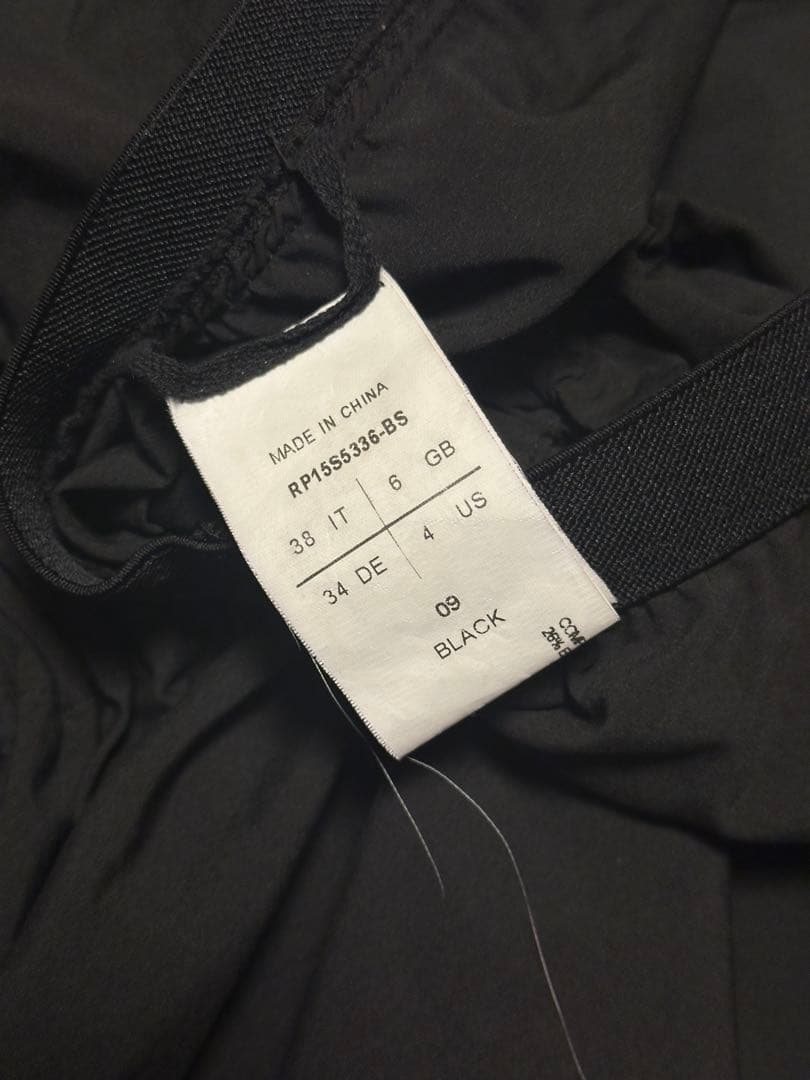 MADE IN CHINA
RP15S5336-BS
38 IT 6 GB
34 DE 4 US
09
BLACK